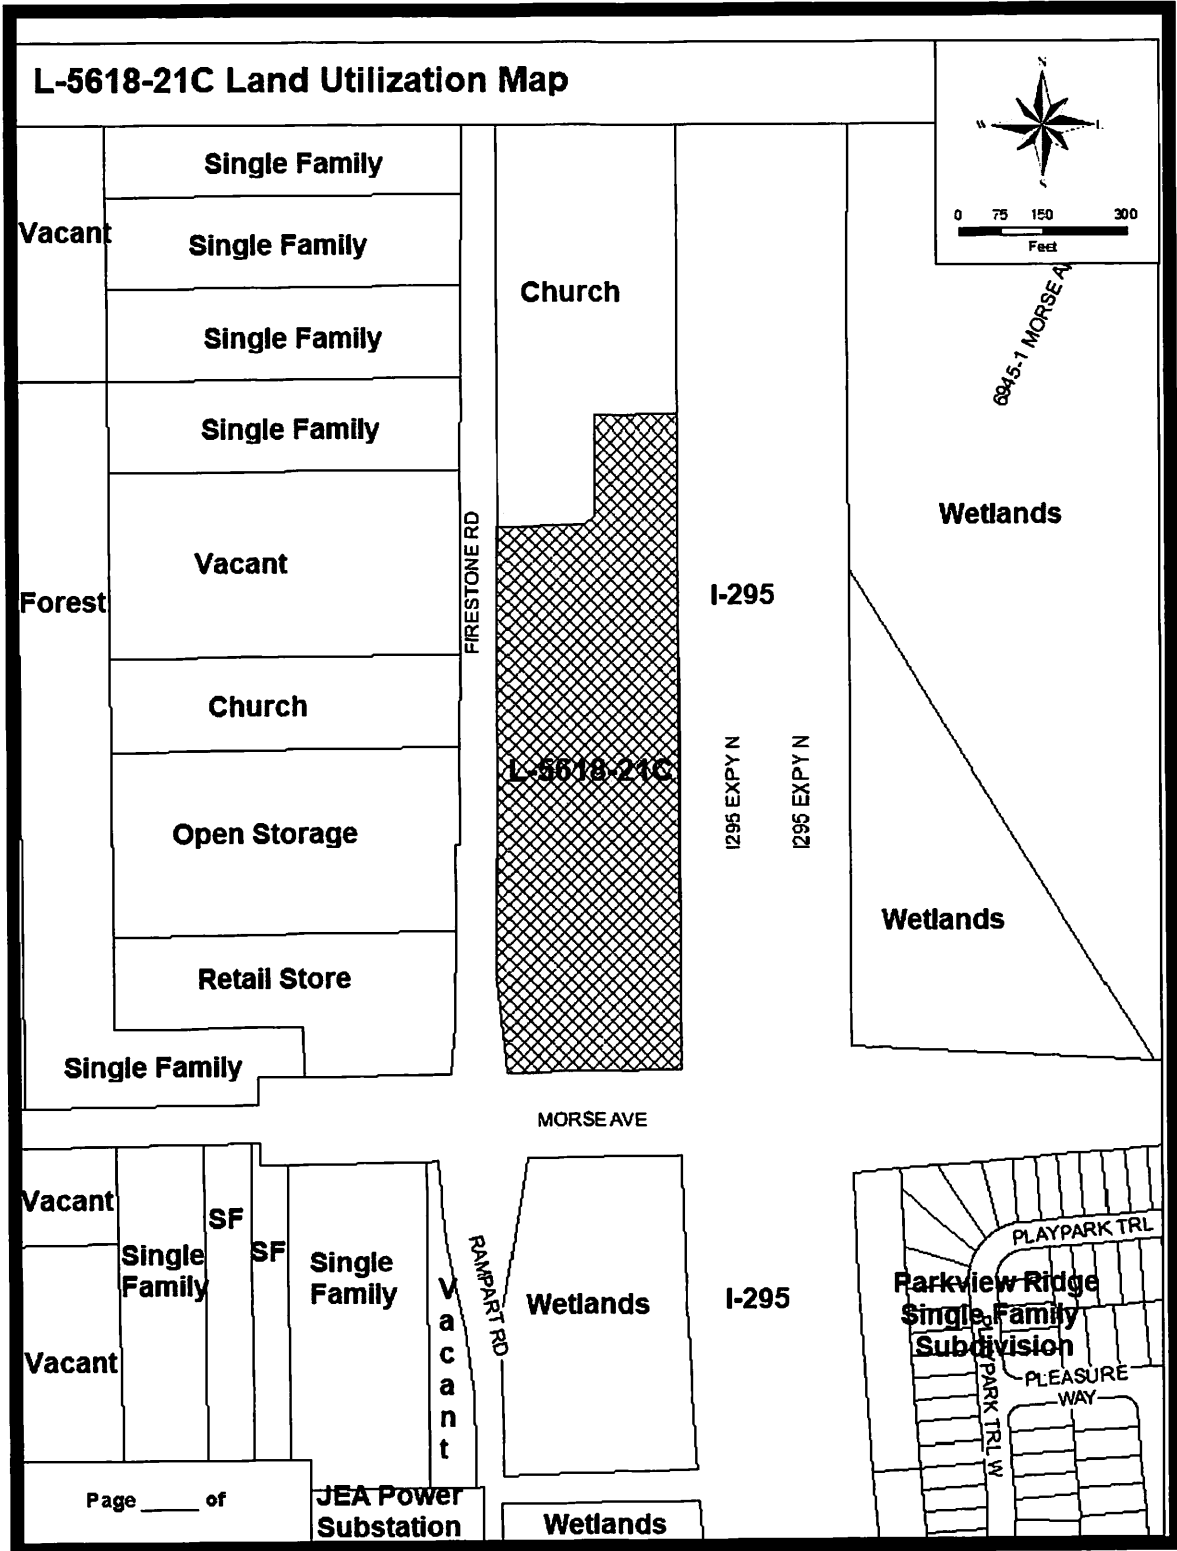 L-5618-21C Land Utilization Map
N
W
S
0 75 150 300
Feet
Single Family
Vacant
Single Family
Church
Single Family
6945-1 MORSE
Single Family
Wetlands
FIRESTONE RD
Vacant
I-295
Forest
Church
L-5618-21C
I295 EXPY N
I295 EXPY N
Open Storage
Wetlands
Retail Store
Single Family
MORSE AVE
Vacant
SF
SF
Single
Family
Single
Family
Vacant
RAMPART RD
Wetlands
I-295
PLAYPARK TRL
Parkview Ridge
Single Family
Subdivision
PLAYPARK TRL W
PLEASURE
WAY
Vacant
Page _____ of
JEA Power
Substation
Wetlands